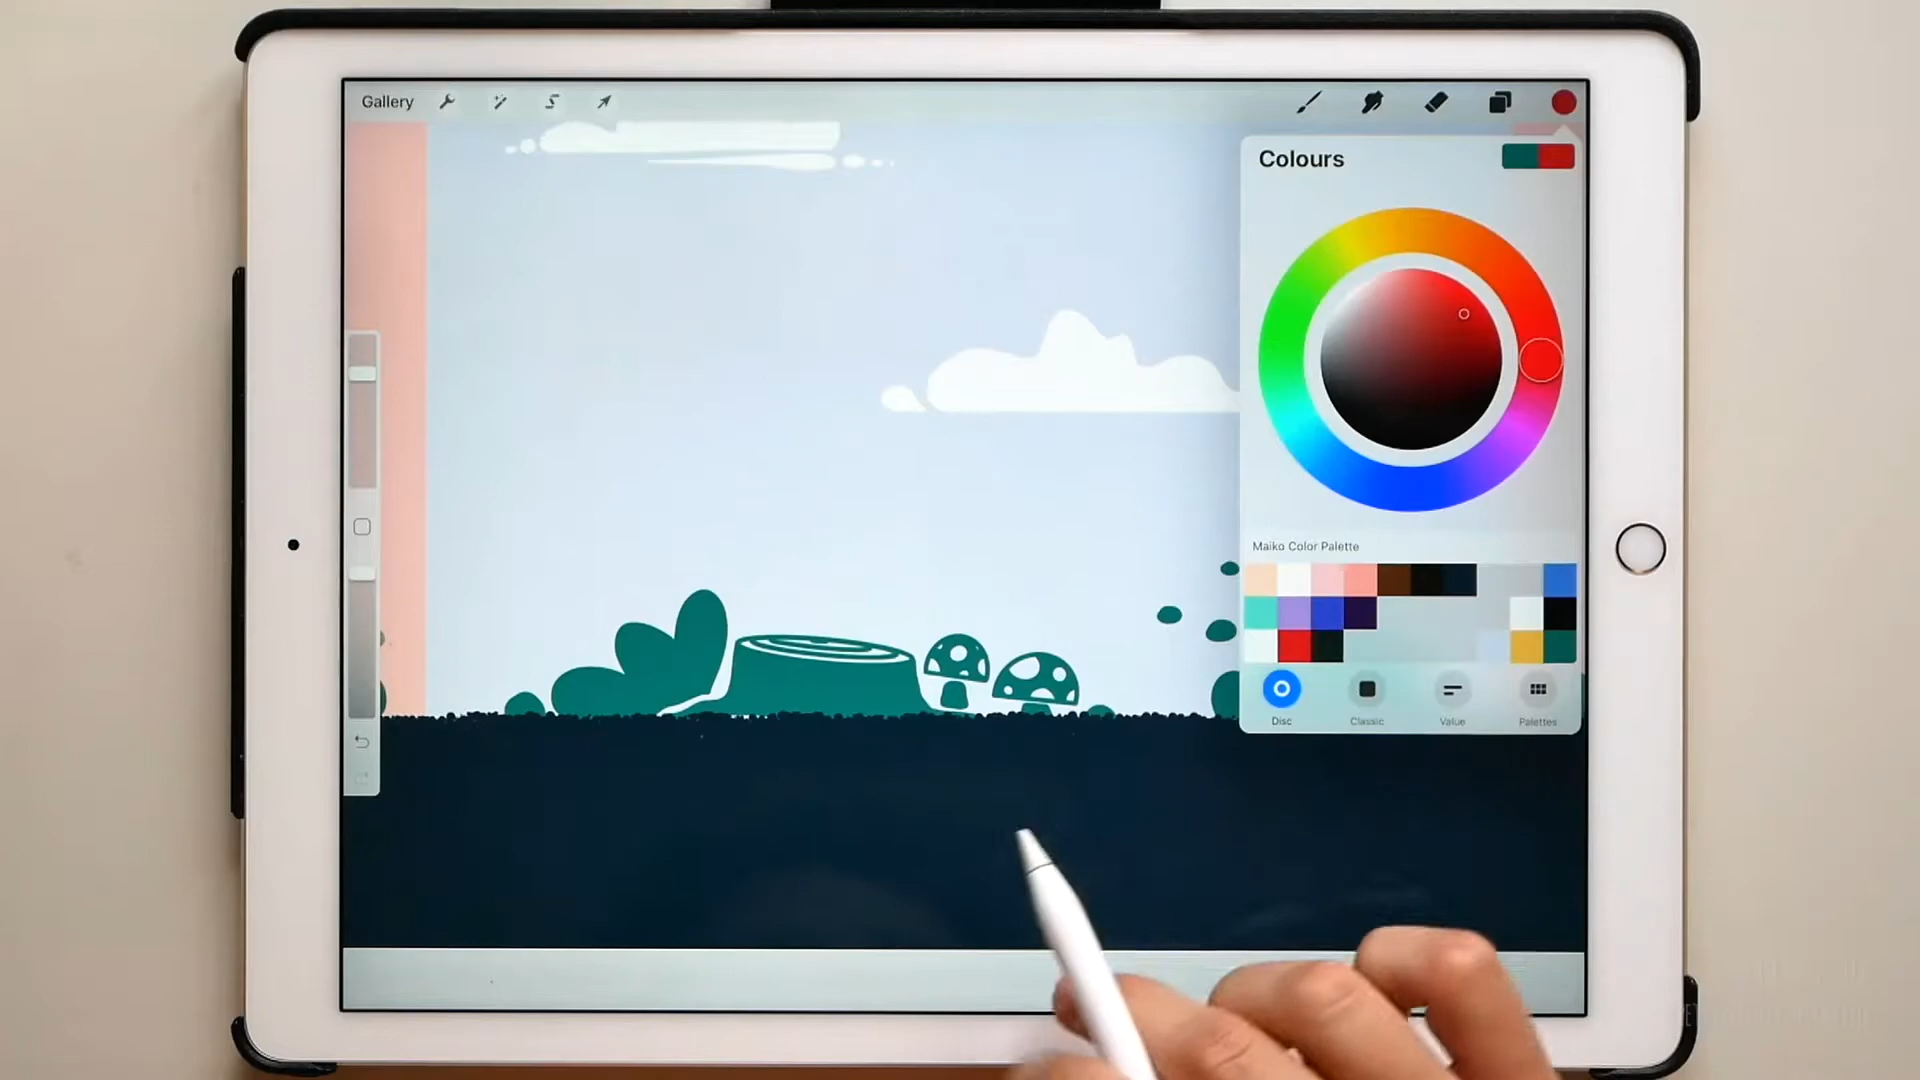 Gallery
Colours
Maiko Color Palette
Disc
Classic
Value
Palettes